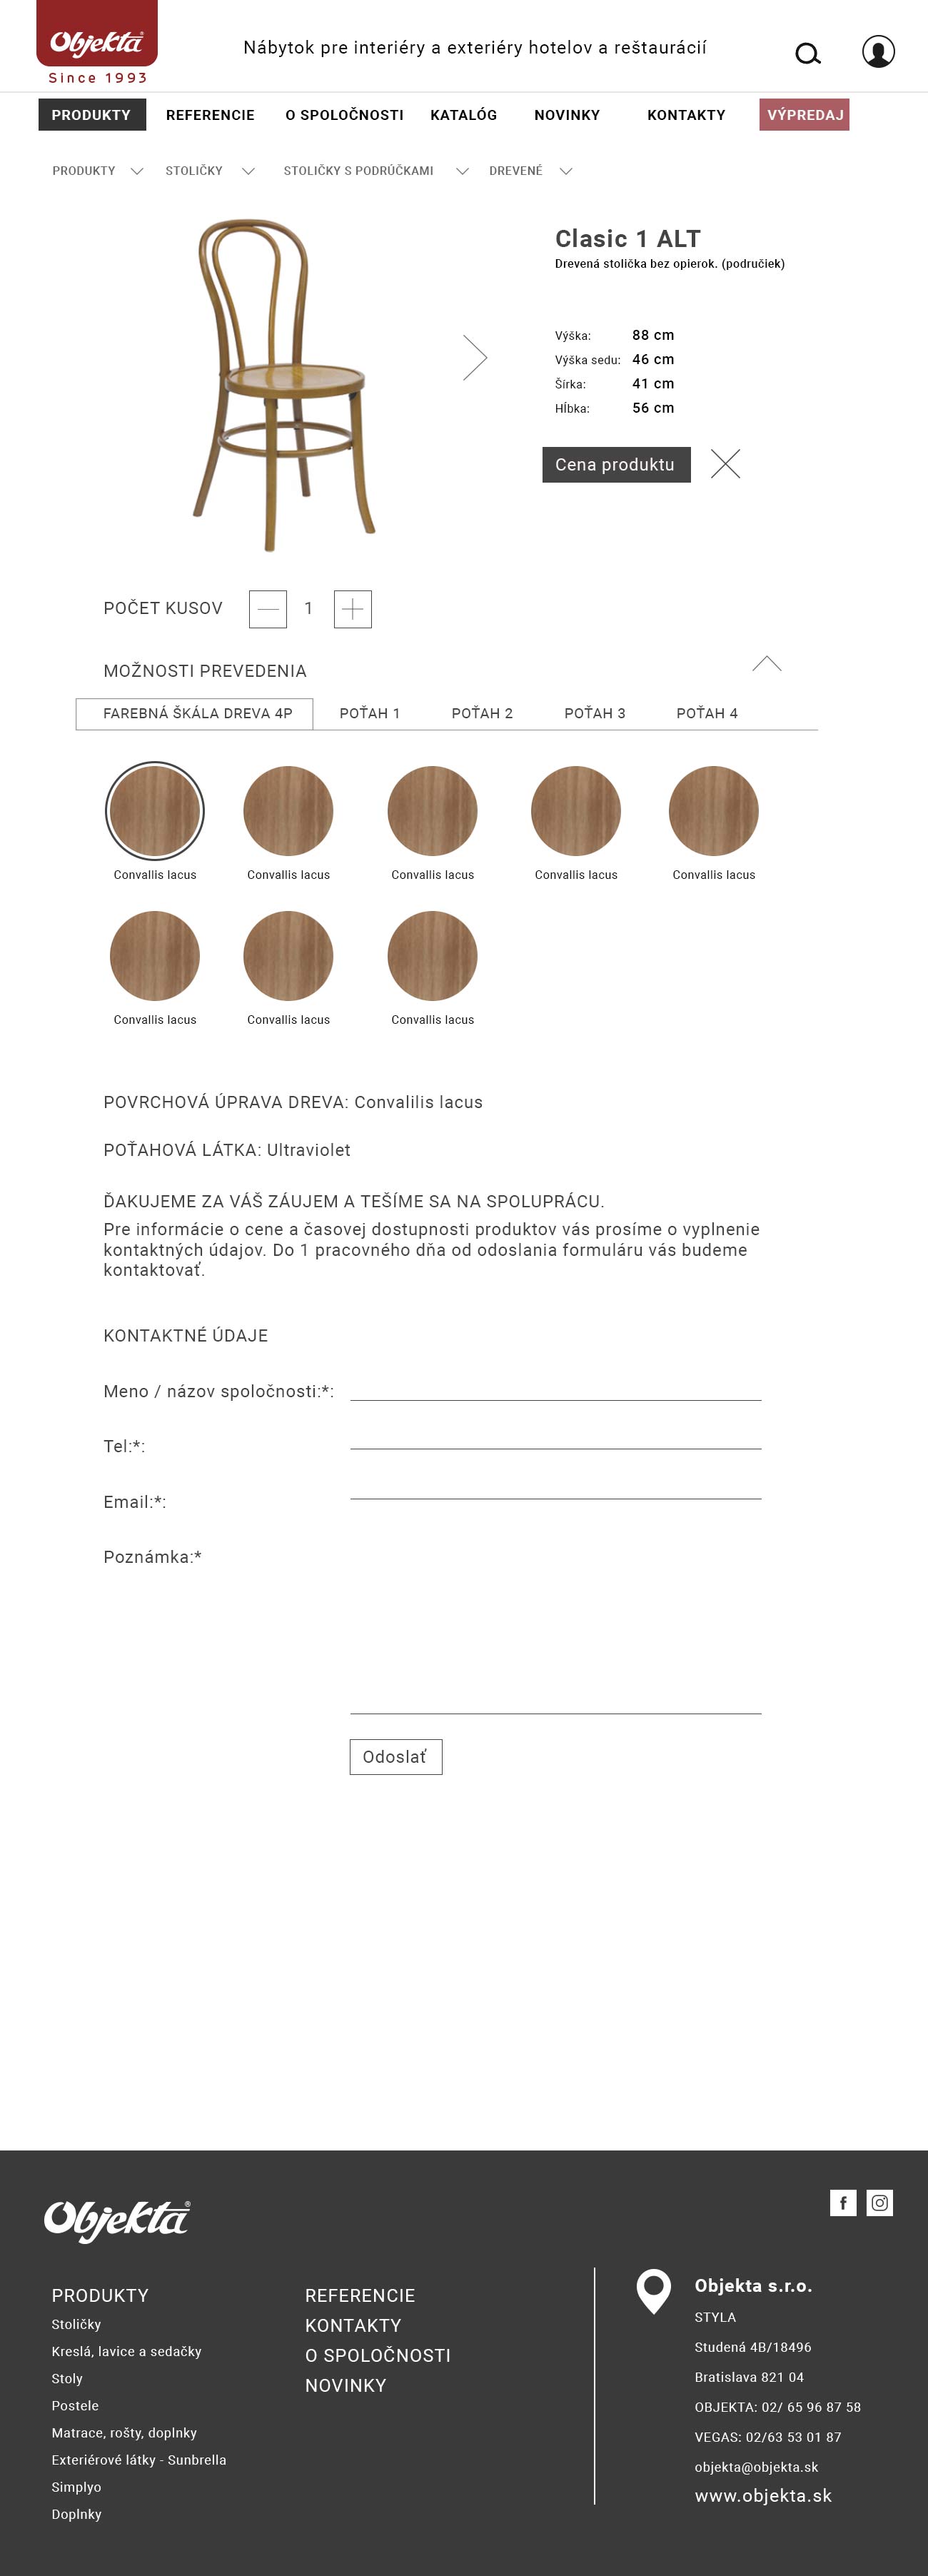 Objekta®
Since 1993
Nábytok pre interiéry a exteriéry hotelov a reštaurácií
PRODUKTY REFERENCIE O SPOLOČNOSTI KATALÓG NOVINKY KONTAKTY VÝPREDAJ
PRODUKTY STOLIČKY STOLIČKY S PODRÚČKAMI DREVENÉ
Clasic 1 ALT
Drevená stolička bez opierok. (područiek)
Výška: 88 cm
Výška sedu: 46 cm
Šírka: 41 cm
Hĺbka: 56 cm
Cena produktu
POČET KUSOV 1
MOŽNOSTI PREVEDENIA
FAREBNÁ ŠKÁLA DREVA 4P POŤAH 1 POŤAH 2 POŤAH 3 POŤAH 4
Convallis lacus Convallis lacus Convallis lacus Convallis lacus Convallis lacus
Convallis lacus Convallis lacus Convallis lacus
POVRCHOVÁ ÚPRAVA DREVA: Convalilis lacus
POŤAHOVÁ LÁTKA: Ultraviolet
ĎAKUJEME ZA VÁŠ ZÁUJEM A TEŠÍME SA NA SPOLUPRÁCU.
Pre informácie o cene a časovej dostupnosti produktov vás prosíme o vyplnenie
kontaktných údajov. Do 1 pracovného dňa od odoslania formuláru vás budeme
kontaktovať.
KONTAKTNÉ ÚDAJE
Meno / názov spoločnosti:*:
Tel:*:
Email:*:
Poznámka:*
Odoslať
Objekta®
PRODUKTY
Stoličky
Kreslá, lavice a sedačky
Stoly
Postele
Matrace, rošty, doplnky
Exteriérové látky - Sunbrella
Simplyo
Doplnky
REFERENCIE
KONTAKTY
O SPOLOČNOSTI
NOVINKY
Objekta s.r.o.
STYLA
Studená 4B/18496
Bratislava 821 04
OBJEKTA: 02/ 65 96 87 58
VEGAS: 02/63 53 01 87
objekta@objekta.sk
www.objekta.sk